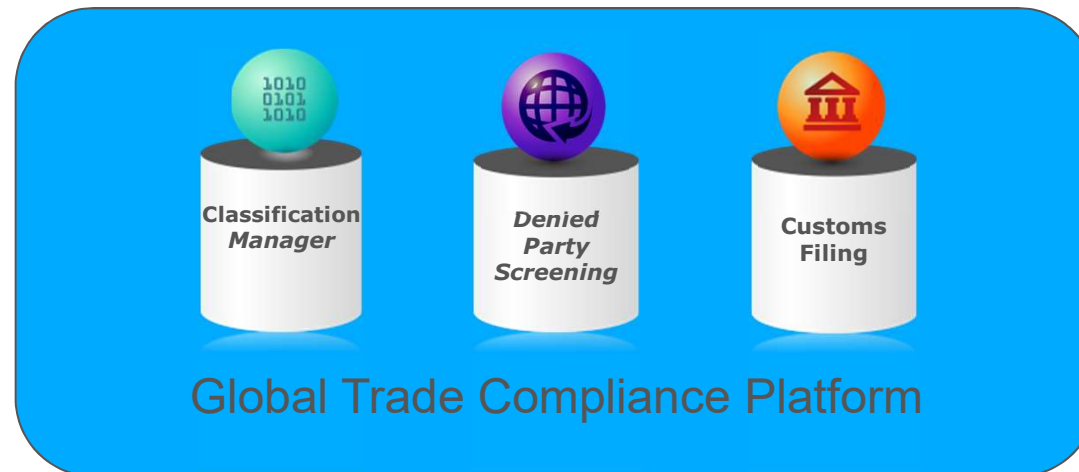 1010
0101
1010
Classification
Manager
Denied
Party
Screening
Customs
Filing
Global Trade Compliance Platform